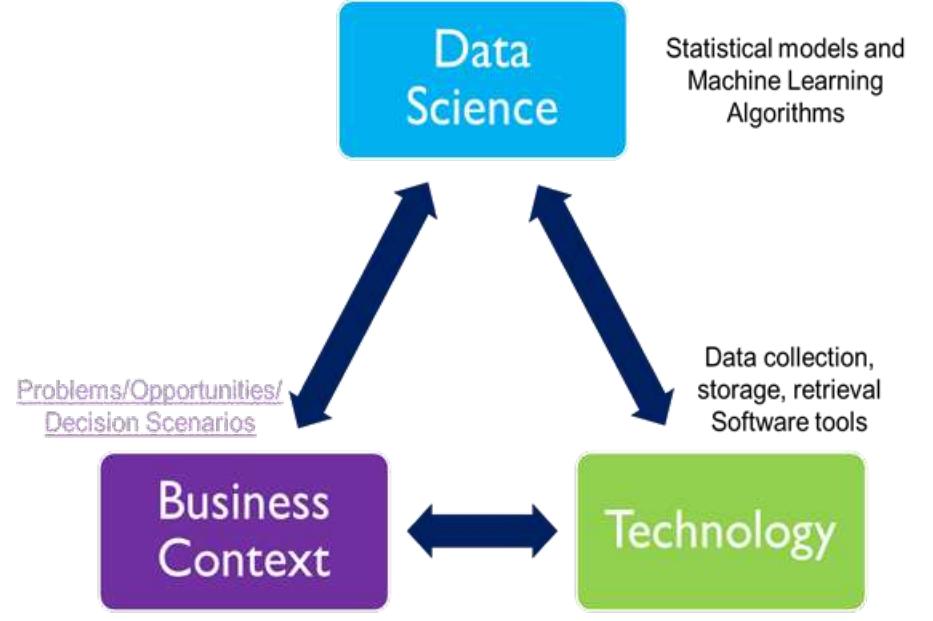 Data
Science
Statistical models and
Machine Learning
Algorithms
Problems/Opportunities/
Decision Scenarios
Data collection,
storage, retrieval
Software tools
Business
Context
Technology